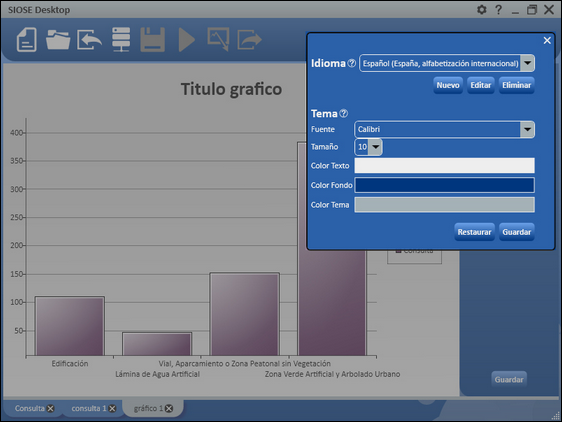 SIOSE Desktop
Idioma ?
Español (España, alfabetización internacional)
Nuevo Editar Eliminar
Tema ?
Fuente Calibri
Tamaño 10
Color Texto
Color Fondo
Color Tema
Restaurar Guardar
Titulo grafico
400
350
300
250
200
150
100
50
Edificación
Lámina de Agua Artificial
Vial, Aparcamiento o Zona Peatonal sin Vegetación
Zona Verde Artificial y Arbolado Urbano
Consulta
Guardar
Consulta consulta 1 gráfico 1